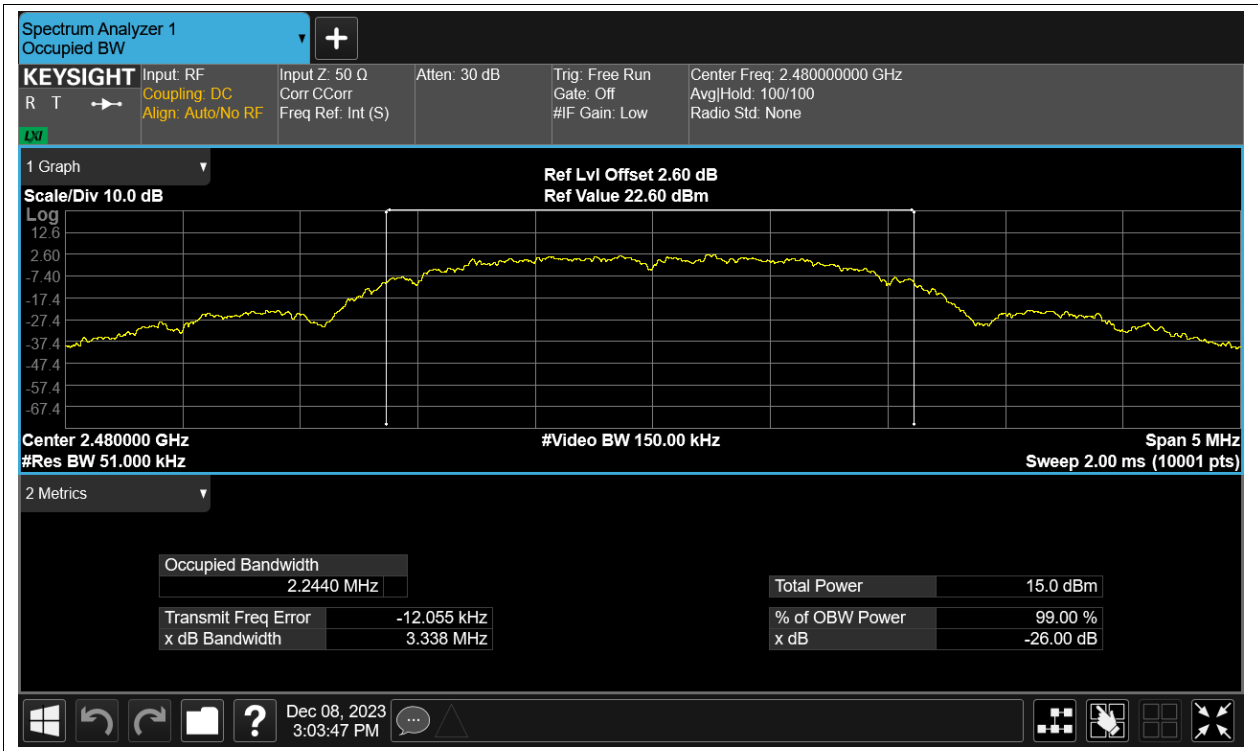 Spectrum Analyzer 1
Occupied BW
+
KEYSIGHT
R T
LXI
Input: RF
Coupling: DC
Align: Auto/No RF
Input Z: 50 Ω
Corr CCorr
Freq Ref: Int (S)
Atten: 30 dB
Trig: Free Run
Gate: Off
#IF Gain: Low
Center Freq: 2.480000000 GHz
Avg|Hold: 100/100
Radio Std: None
1 Graph
Scale/Div 10.0 dB
Ref Lvl Offset 2.60 dB
Ref Value 22.60 dBm
Log
12.6
2.60
-7.40
-17.4
-27.4
-37.4
-47.4
-57.4
-67.4
Center 2.480000 GHz
#Res BW 51.000 kHz
#Video BW 150.00 kHz
Span 5 MHz
Sweep 2.00 ms (10001 pts)
2 Metrics
Occupied Bandwidth
2.2440 MHz
Transmit Freq Error -12.055 kHz
x dB Bandwidth 3.338 MHz
Total Power 15.0 dBm
% of OBW Power 99.00 %
x dB -26.00 dB
?
Dec 08, 2023
3:03:47 PM